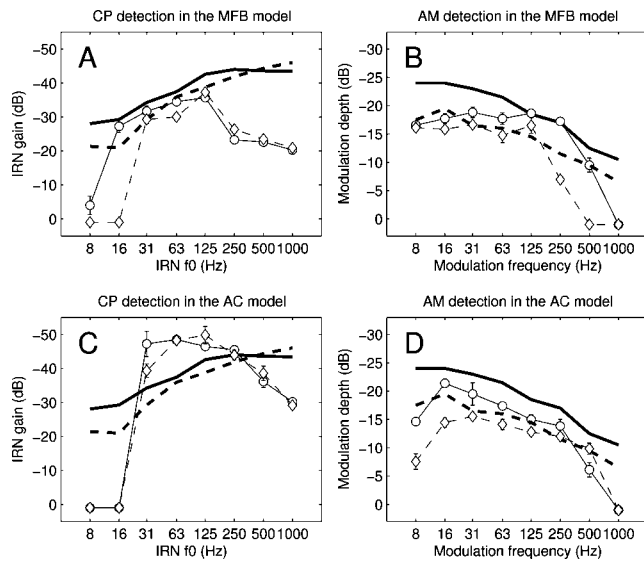 CP detection in the MFB model
AM detection in the MFB model
A
B
IRN gain (dB)
-50
-40
-30
-20
-10
0
8 16 31 63 125 250 500 1000
IRN f0 (Hz)
Modulation depth (dB)
-30
-25
-20
-15
-10
-5
0
8 16 31 63 125 250 500 1000
Modulation frequency (Hz)
CP detection in the AC model
AM detection in the AC model
C
D
IRN gain (dB)
-50
-40
-30
-20
-10
0
8 16 31 63 125 250 500 1000
IRN f0 (Hz)
Modulation depth (dB)
-30
-25
-20
-15
-10
-5
0
8 16 31 63 125 250 500 1000
Modulation frequency (Hz)